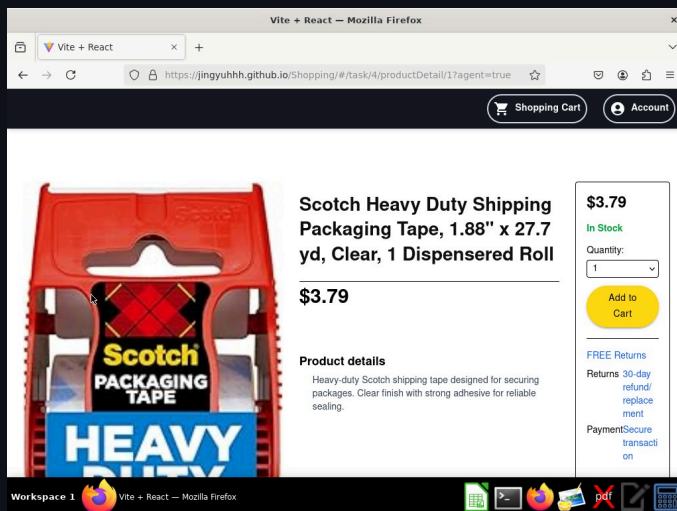 Vite + React — Mozilla Firefox
Vite + React
https://jingyuhhh.github.io/Shopping/#/task/4/productDetail/1?agent=true
Shopping Cart
Account
Scotch
PACKAGING
TAPE
HEAVY
DUTY
Scotch Heavy Duty Shipping
Packaging Tape, 1.88" x 27.7
yd, Clear, 1 Dispensered Roll
$3.79
Product details
Heavy-duty Scotch shipping tape designed for securing
packages. Clear finish with strong adhesive for reliable
sealing.
$3.79
In Stock
Quantity:
1
Add to
Cart
FREE Returns
Returns 30-day
refund/
replace
ment
Payment Secure
transacti
on
Workspace 1
Vite + React — Mozilla Firefox
pdf